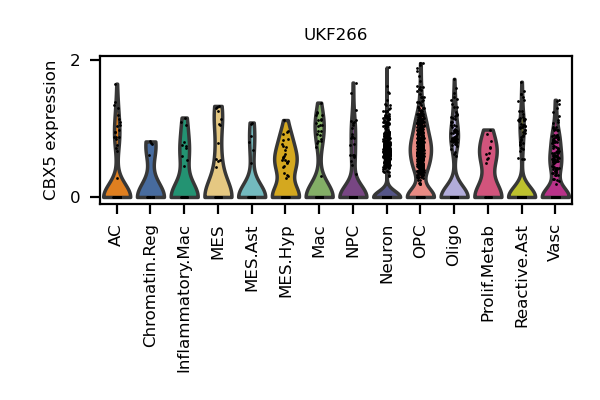 UKF266
CBX5 expression
2
0
AC
Chromatin.Reg
Inflammatory.Mac
MES
MES.Ast
MES.Hyp
Mac
NPC
Neuron
OPC
Oligo
Prolif.Metab
Reactive.Ast
Vasc